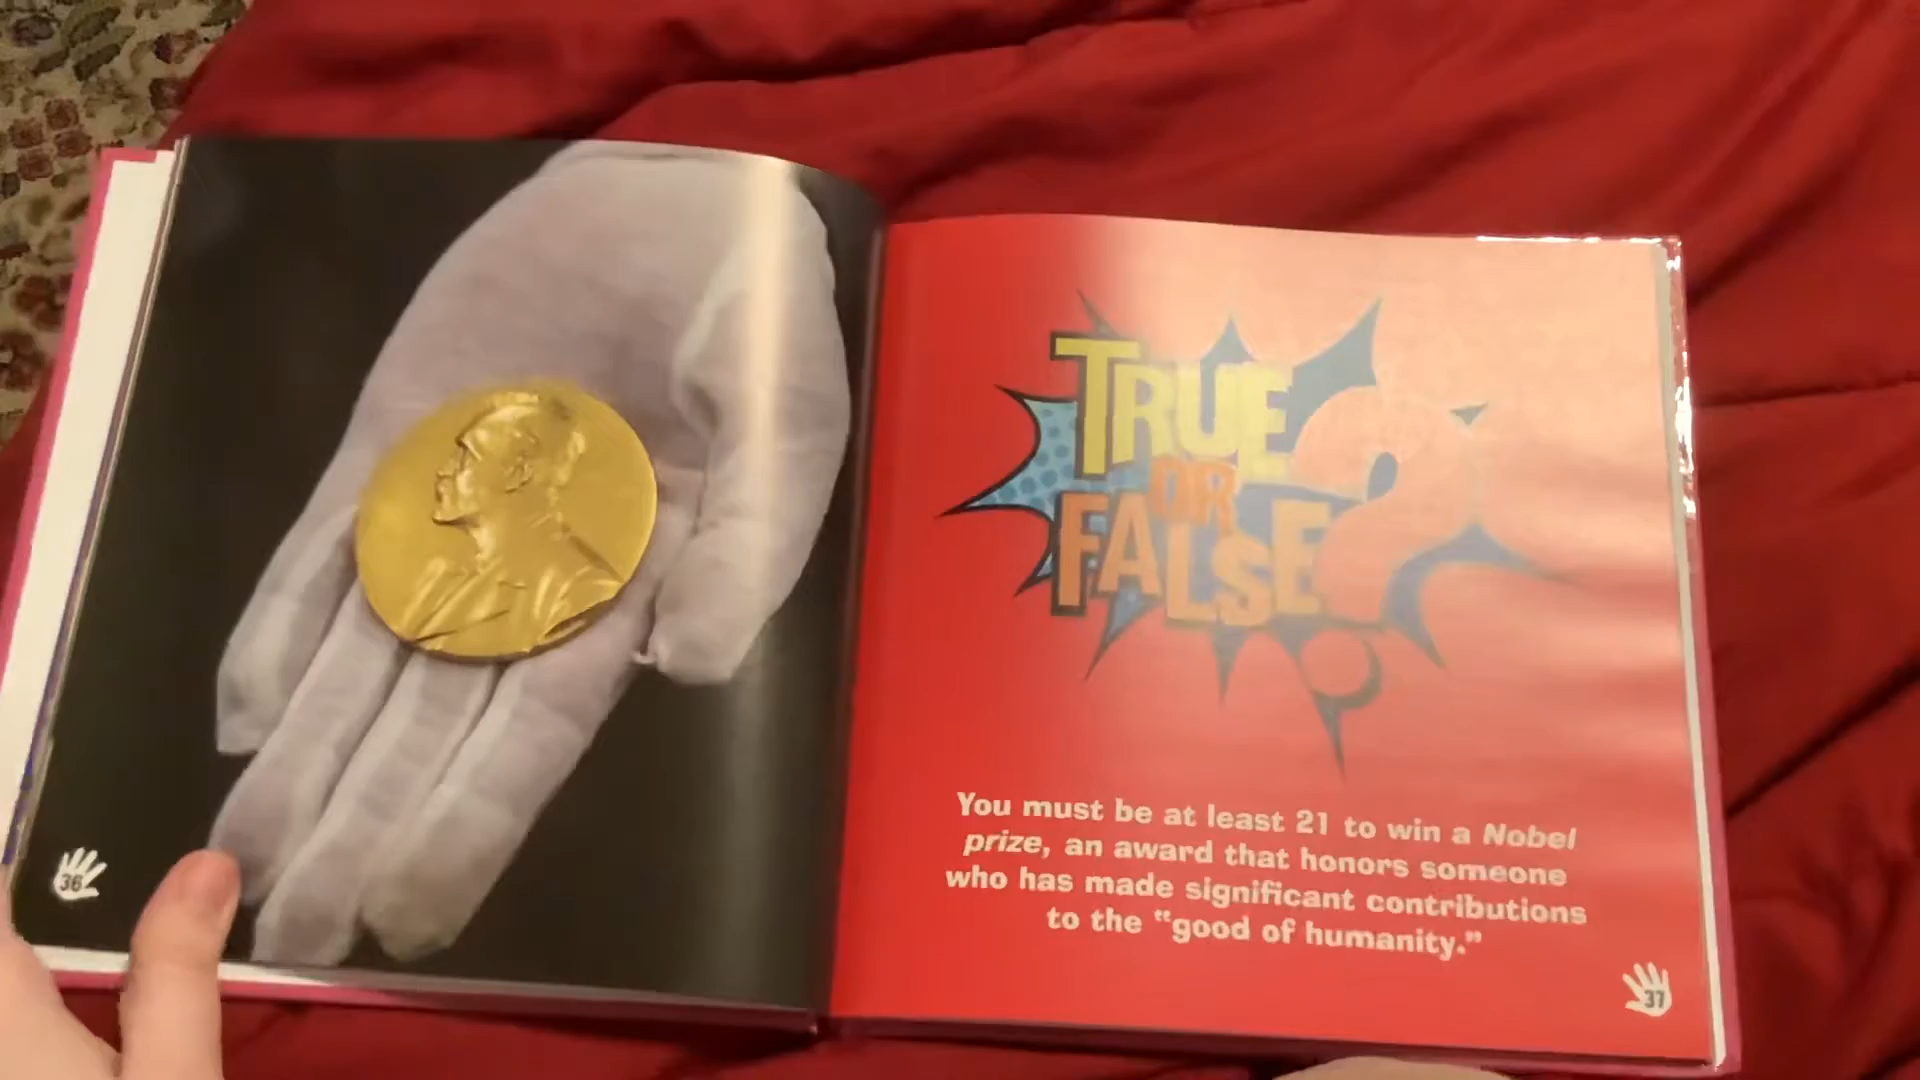 36
TRUE
OR
FALSE?
You must be at least 21 to win a Nobel
prize, an award that honors someone
who has made significant contributions
to the “good of humanity.”
37